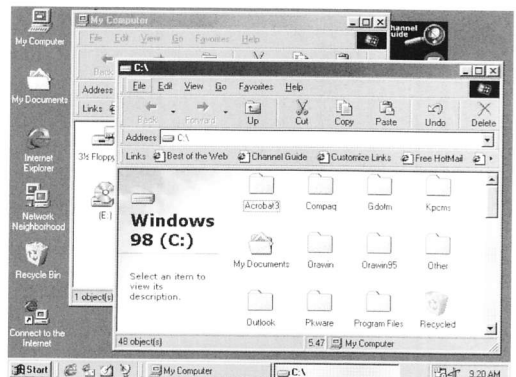 My Computer
My Documents
Internet
Explorer
Network
Neighborhood
Recycle Bin
Connect to the
Internet
My Computer
File Edit View Go Favorites Help
Back
Address
Links
3½ Floppy
(E:)
1 object(s)
hannel
uide
C:\
File Edit View Go Favorites Help
Back Forward Up Cut Copy Paste Undo Delete
Address C:\
Links Best of the Web Channel Guide Customize Links Free HotMail
Windows
98 (C:)
Select an item to
view its
description.
Acrobat3 Compaq Gdofm Kpcms
My Documents Orawin Orawin95 Other
Outlook Pkware Program Files Recycled
48 object(s) 5.47 My Computer
Start My Computer C:\ 9:20 AM